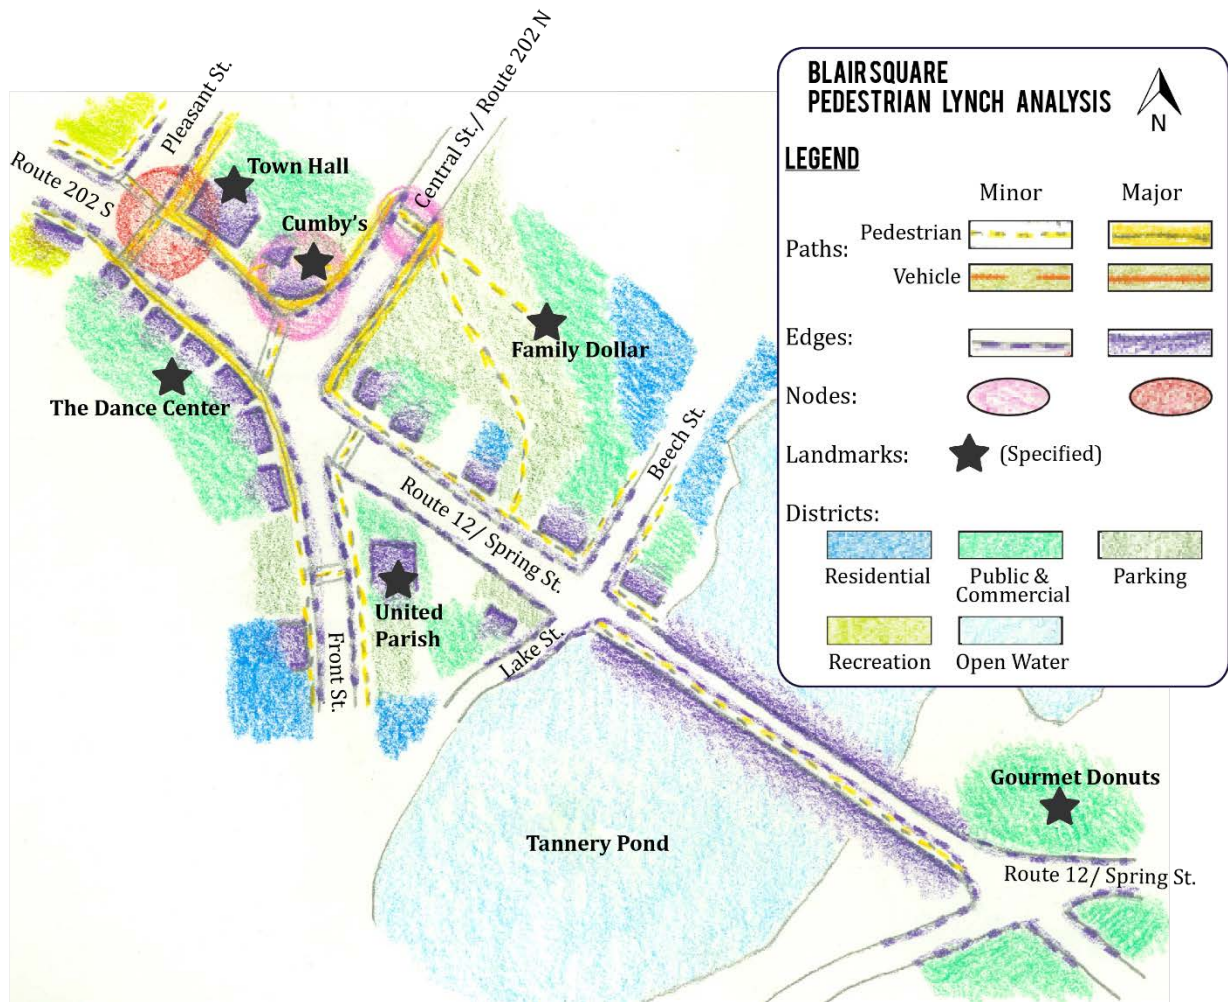 Pleasant St.
Central St./ Route 202 N
Route 202 S
Town Hall
Cumby's
Family Dollar
The Dance Center
Beech St.
Route 12/ Spring St.
United
Parish
Lake St.
Front St.
Tannery Pond
Gourmet Donuts
Route 12/ Spring St.
BLAIR SQUARE
PEDESTRIAN LYNCH ANALYSIS
N
LEGEND
Minor Major
Paths: Pedestrian
Vehicle
Edges:
Nodes:
Landmarks: (Specified)
Districts:
Residential Public & Commercial Parking
Recreation Open Water